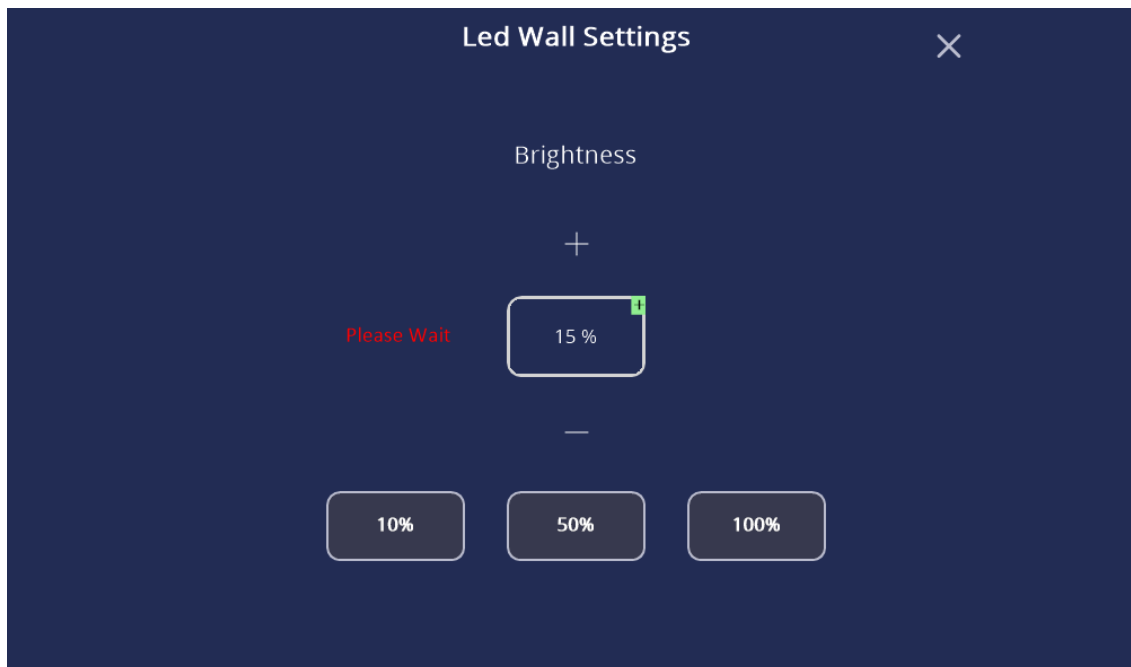 Led Wall Settings
Brightness
+
Please Wait
15 %
+
—
10%
50%
100%